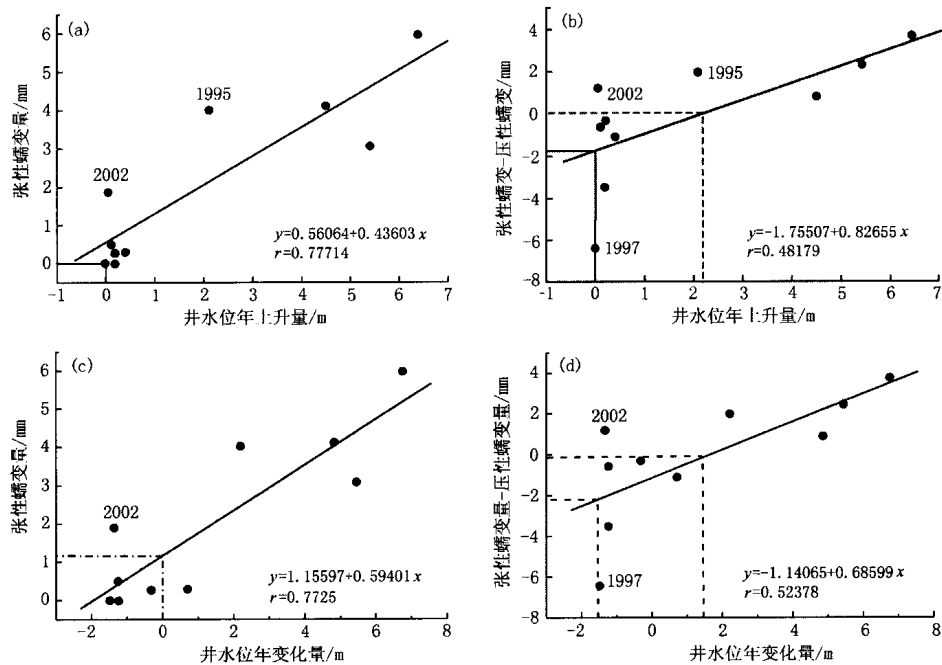 (a)
张性蠕变量/mm
6
5
4
3
2
1
0
1995
2002
y=0.56064+0.43603x
r=0.77714
-1 0 1 2 3 4 5 6 7
井水位年上升量/m
(b)
张性蠕变-压性蠕变/mm
4
2
0
-2
-4
-6
-8
2002
1995
1997
y=-1.75507+0.82655x
r=0.48179
-1 0 1 2 3 4 5 6 7
井水位年上升量/m
(c)
张性蠕变量/mm
6
5
4
3
2
1
0
2002
y=1.15597+0.59401x
r=0.7725
-2 0 2 4 6 8
井水位年变化量/m
(d)
张性蠕变量-压性蠕变量/mm
4
2
0
-2
-4
-6
-8
2002
1997
y=-1.14065+0.68599x
r=0.52378
-2 0 2 4 6 8
井水位年变化量/m